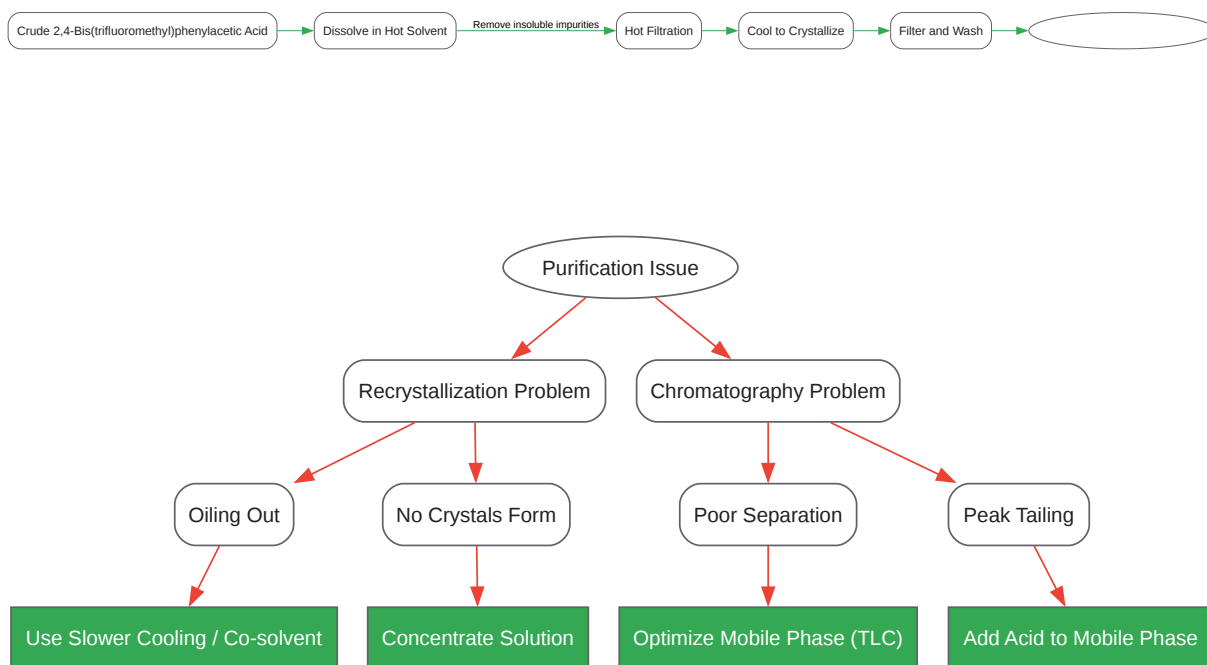 Crude 2,4-Bis(trifluoromethyl)phenylacetic Acid
Dissolve in Hot Solvent
Remove insoluble impurities
Hot Filtration
Cool to Crystallize
Filter and Wash
Purification Issue
Recrystallization Problem
Chromatography Problem
Oiling Out
No Crystals Form
Poor Separation
Peak Tailing
Use Slower Cooling / Co-solvent
Concentrate Solution
Optimize Mobile Phase (TLC)
Add Acid to Mobile Phase